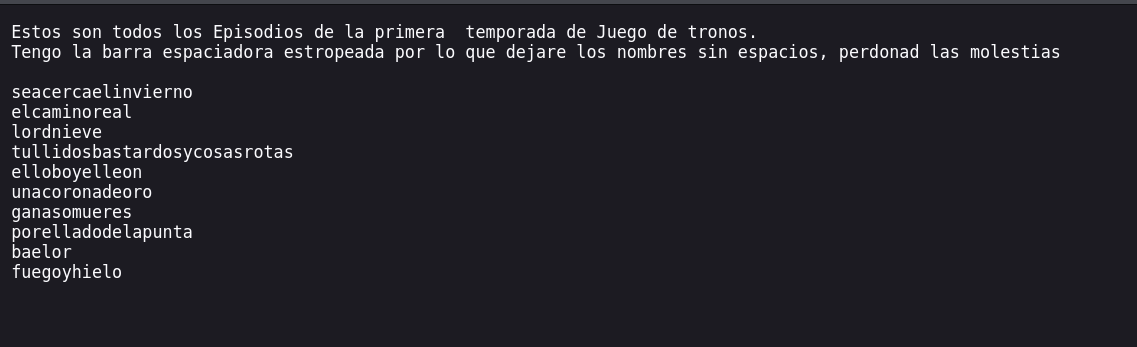 Estos son todos los Episodios de la primera  temporada de Juego de tronos.
Tengo la barra espaciadora estropeada por lo que dejare los nombres sin espacios, perdonad las molestias
seacercaelinvierno
elcaminoreal
lordnieve
tullidosbastardosycosasrotas
elloboyelleon
unacoronadeoro
ganasomueres
porelladodelapunta
baelor
fuegoyhielo